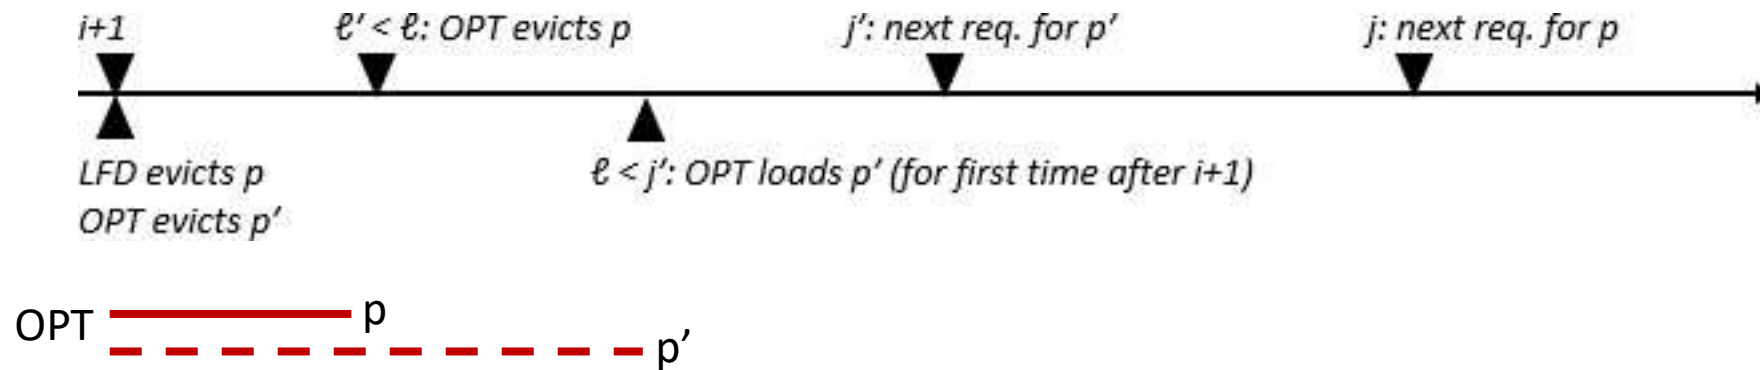 i+1
ℓ′ < ℓ: OPT evicts p
j′: next req. for p′
j: next req. for p
LFD evicts p
OPT evicts p′
ℓ < j′: OPT loads p′ (for first time after i+1)
OPT
p
p′